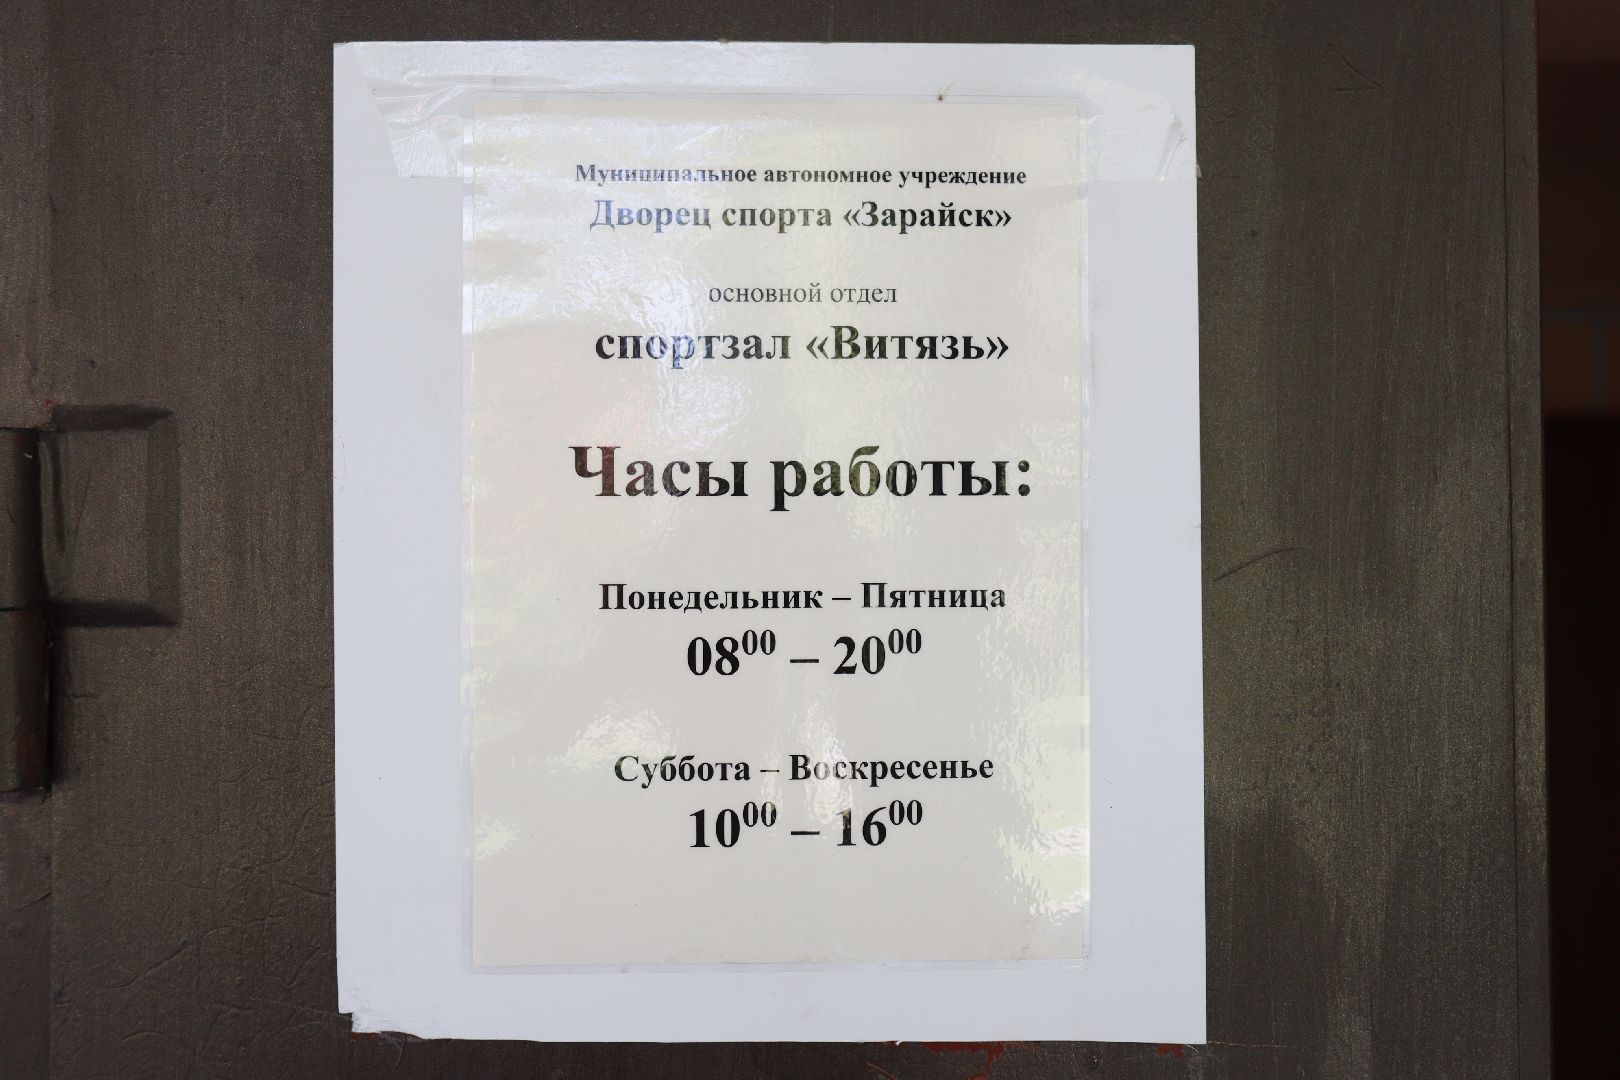 Муниципальное автономное учреждение
Дворец спорта «Зарайск»
основной отдел
спортзал «Витязь»
Часы работы:
Понедельник – Пятница
08⁰⁰ – 20⁰⁰
Суббота – Воскресенье
10⁰⁰ – 16⁰⁰